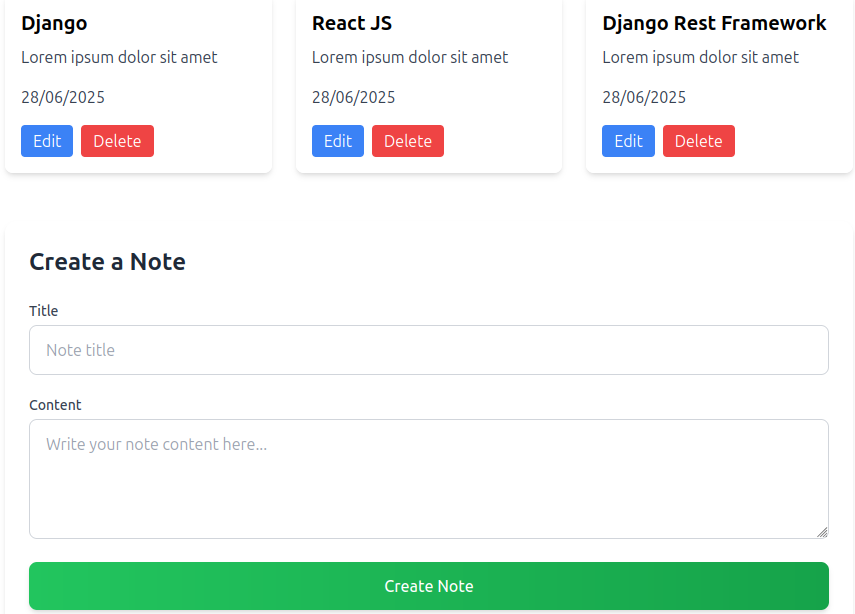 Django
Lorem ipsum dolor sit amet
28/06/2025
Edit Delete
React JS
Lorem ipsum dolor sit amet
28/06/2025
Edit Delete
Django Rest Framework
Lorem ipsum dolor sit amet
28/06/2025
Edit Delete
Create a Note
Title
Note title
Content
Write your note content here...
Create Note